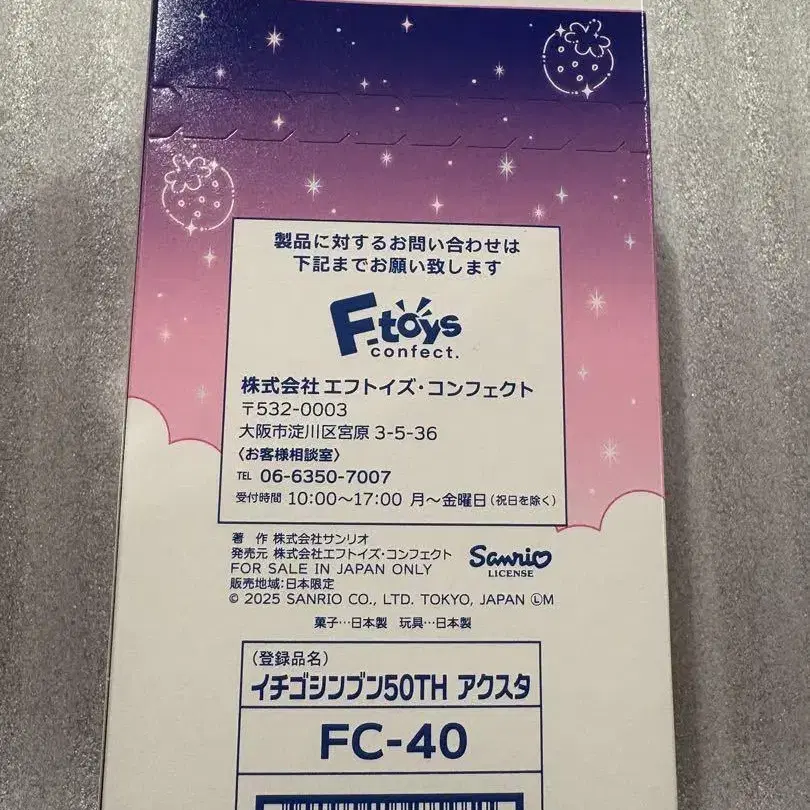 製品に対するお問い合わせは
下記までお願い致します
F-toys
confect.
株式会社エフトイズ・コンフェクト
〒532-0003
大阪市淀川区宮原 3-5-36
〈お客様相談室〉
TEL 06-6350-7007
受付時間 10:00〜17:00 月〜金曜日(祝日を除く)
著 作 株式会社サンリオ
発売元 株式会社エフトイズ・コンフェクト
FOR SALE IN JAPAN ONLY
販売地域:日本限定
Sanrio
LICENSE
© 2025 SANRIO CO., LTD. TOKYO, JAPAN ⓁM
菓子…日本製 玩具…日本製
(登録品名)
イチゴシンブン50TH アクスタ
FC-40